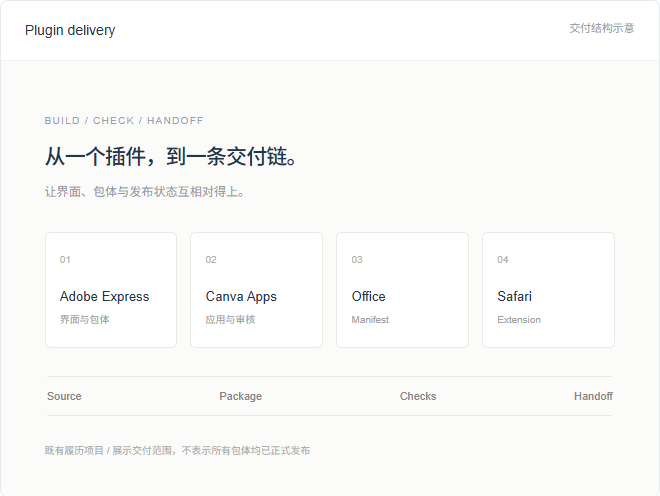 Plugin delivery
交付结构示意
BUILD / CHECK / HANDOFF
从一个插件，到一条交付链。
让界面、包体与发布状态互相对得上。
01
Adobe Express
界面与包体
02
Canva Apps
应用与审核
03
Office
Manifest
04
Safari
Extension
Source Package Checks Handoff
既有履历项目 / 展示交付范围，不表示所有包体均已正式发布